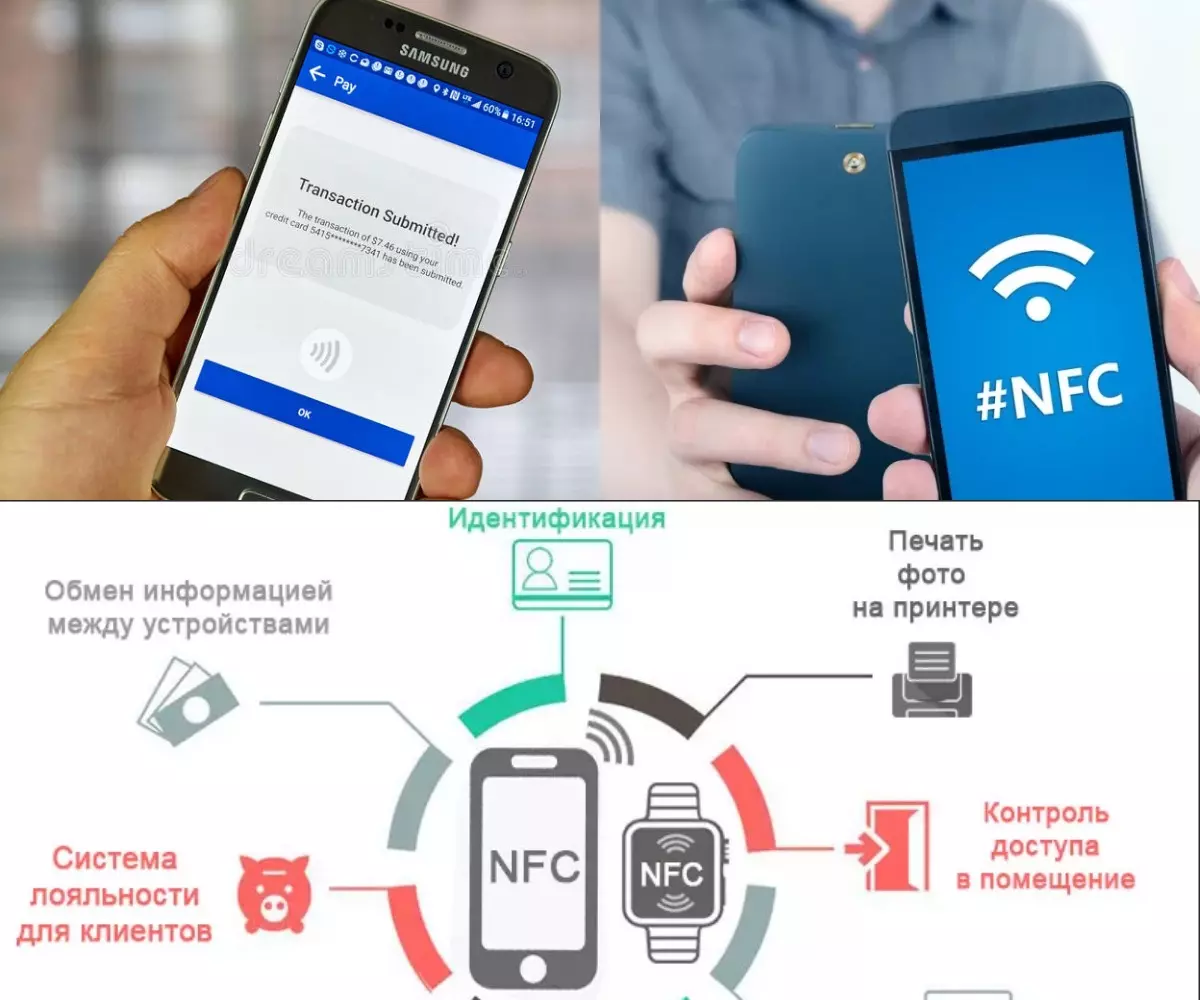 SAMSUNG
60% 16:51
Pay
Transaction Submitted!
The transaction of $7.46 using your
credit card 5415********7341 has been submitted.
dreamstime.
OK
#NFC
Идентификация
Печать
фото
на принтере
Обмен информацией
между устройствами
Контроль
доступа
в помещение
Система
лояльности
для клиентов
NFC
NFC